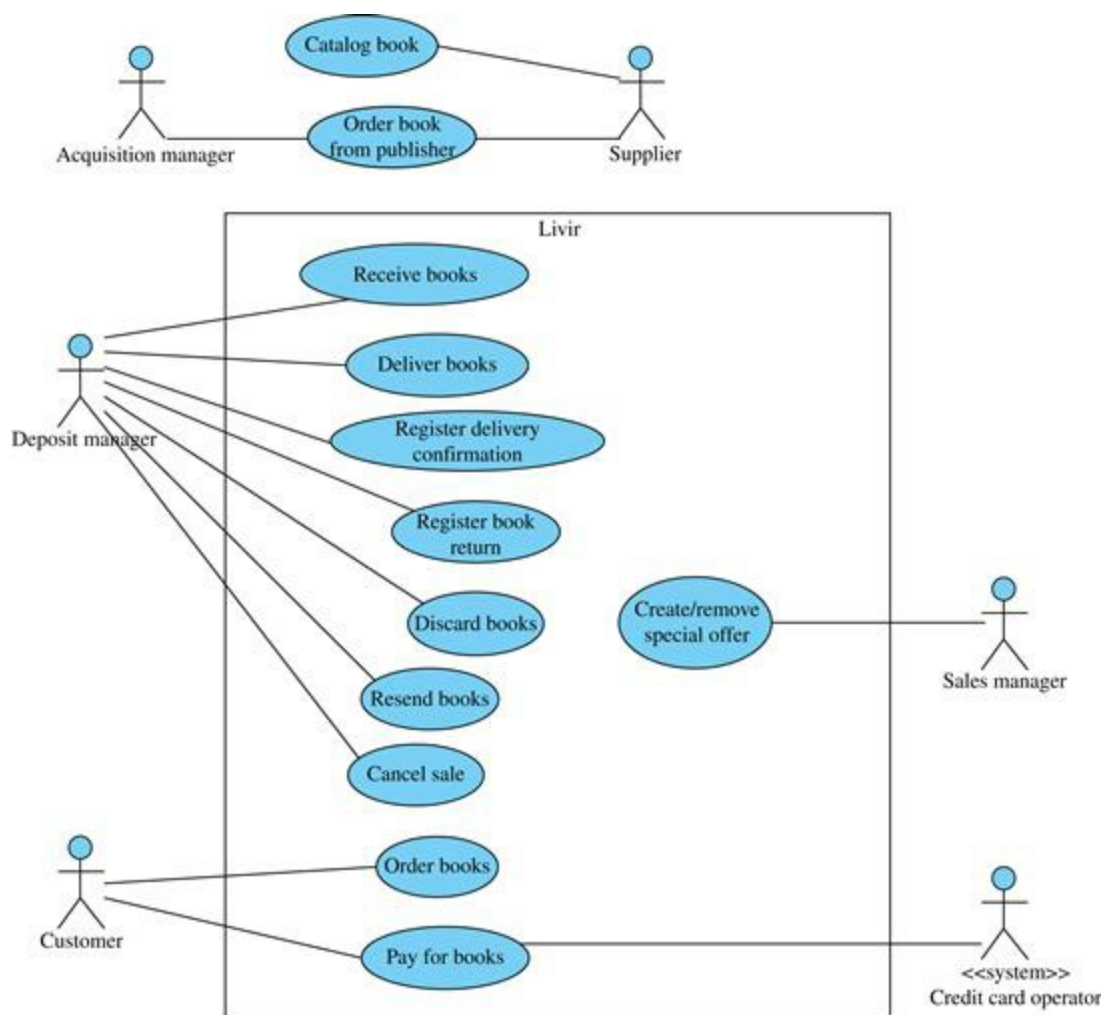 Catalog book
Order book
from publisher
Acquisition manager
Supplier
Livir
Receive books
Deliver books
Deposit manager
Register delivery
confirmation
Register book
return
Discard books
Create/remove
special offer
Sales manager
Resend books
Cancel sale
Order books
Customer
Pay for books
<<system>>
Credit card operator